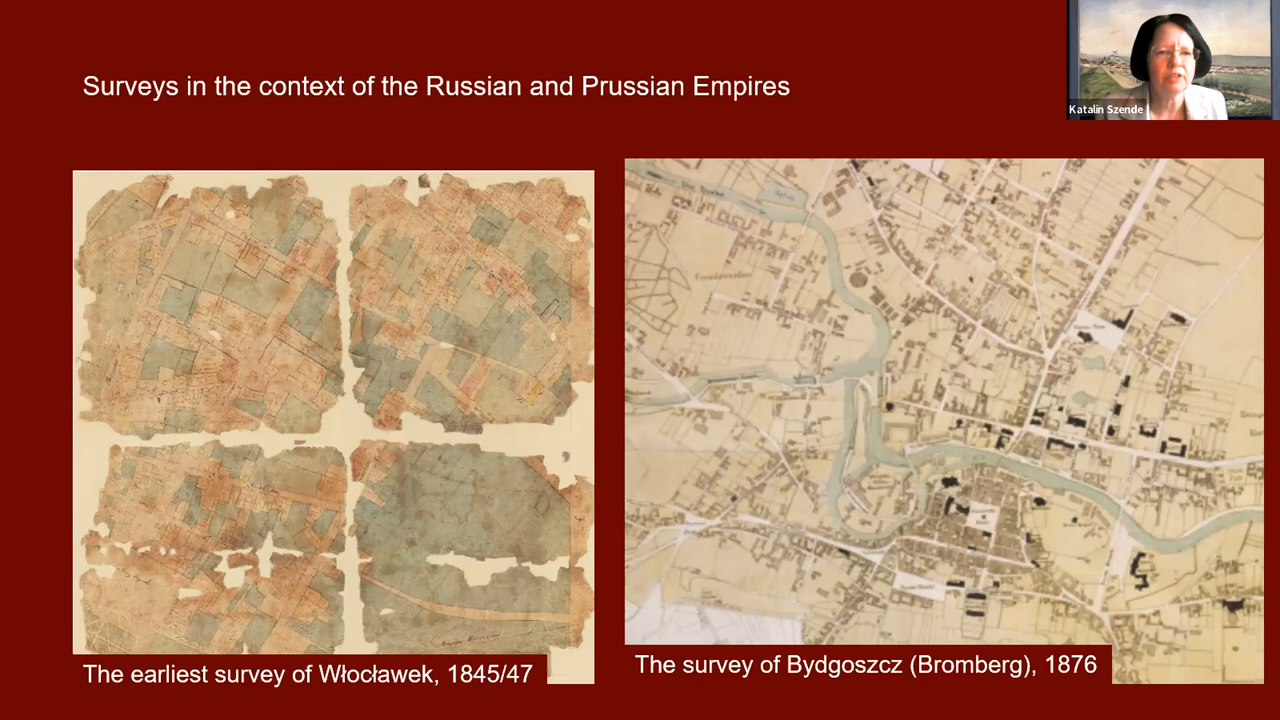 Surveys in the context of the Russian and Prussian Empires
Katalin Szende
The earliest survey of Włocławek, 1845/47
The survey of Bydgoszcz (Bromberg), 1876